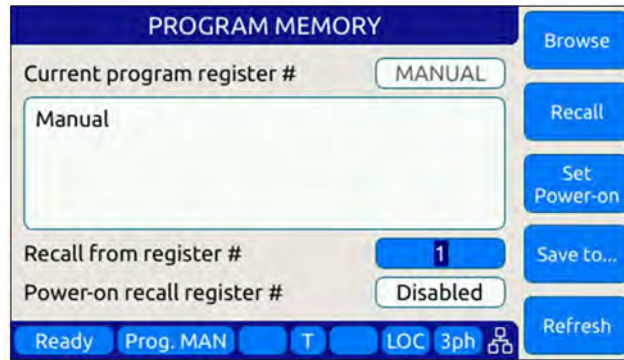 PROGRAM MEMORY
Browse
Current program register # MANUAL
Manual
Recall
Set
Power-on
Recall from register # 1
Save to...
Power-on recall register # Disabled
Refresh
Ready Prog. MAN T LOC 3ph